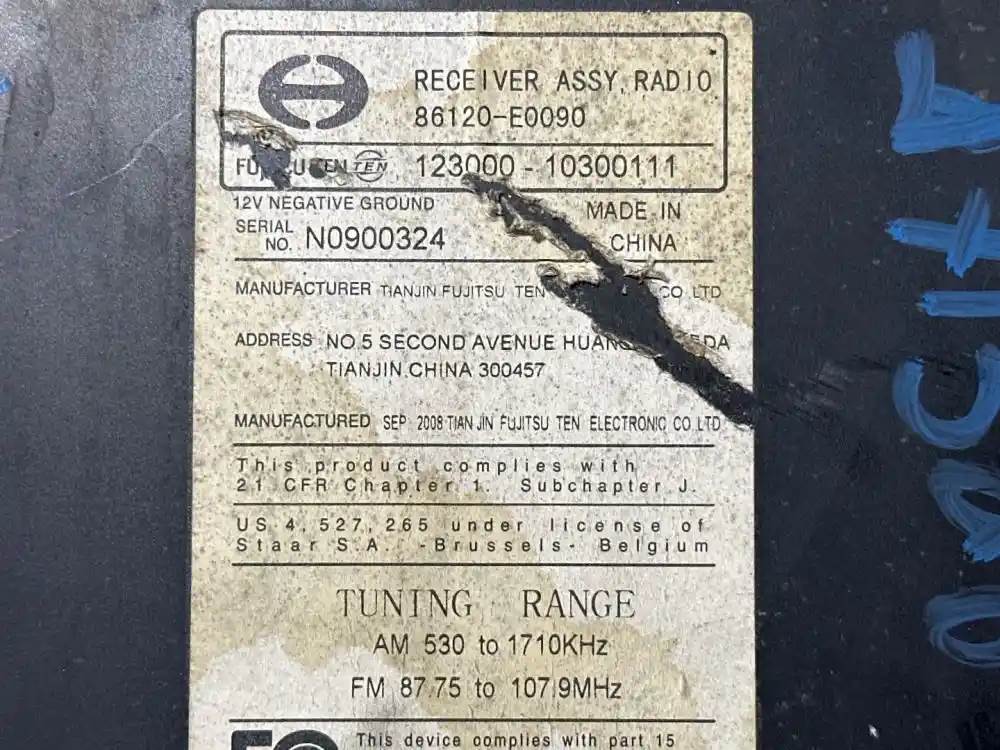 RECEIVER ASSY, RADIO
86120-E0090
TEN 123000 - 10300111
12V NEGATIVE GROUND
MADE IN
CHINA
SERIAL
NO. N0900324
MANUFACTURER TIANJIN FUJITSU TEN CO LTD
ADDRESS NO.5 SECOND AVENUE
TIANJIN.CHINA 300457
MANUFACTURED SEP 2008 TIAN JIN FUJITSU TEN ELECTRONIC CO.LTD
This product complies with
21 CFR Chapter 1. Subchapter J.
US 4,527,265 under license of
Staar S.A. -Brussels- Belgium
TUNING RANGE
AM 530 to 1710KHz
FM 87.75 to 107.9MHz
This device complies with part 15